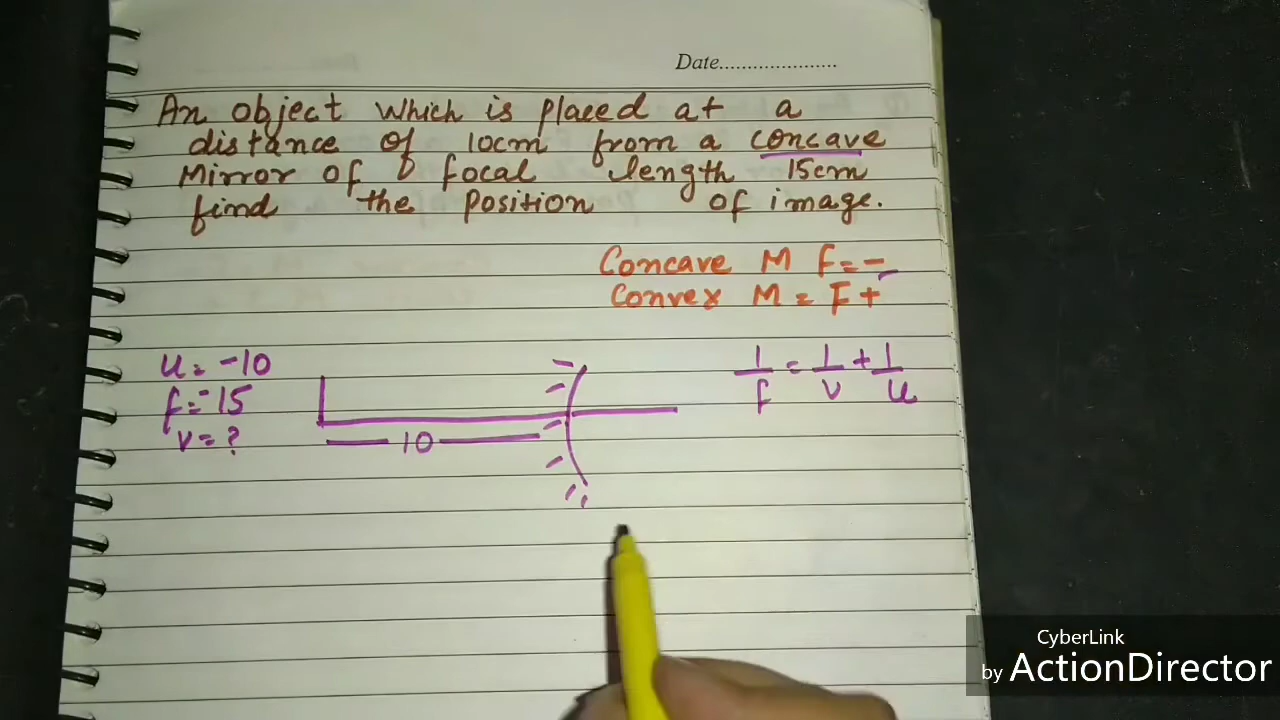 Date.....................
An object which is placed at a
distance of 10cm from a concave
Mirror of focal length 15cm
find the position of image.
Concave M F = -
Convex M = F +
u = -10
f = -15
v = ?
10
1/f = 1/v + 1/u
CyberLink
by ActionDirector